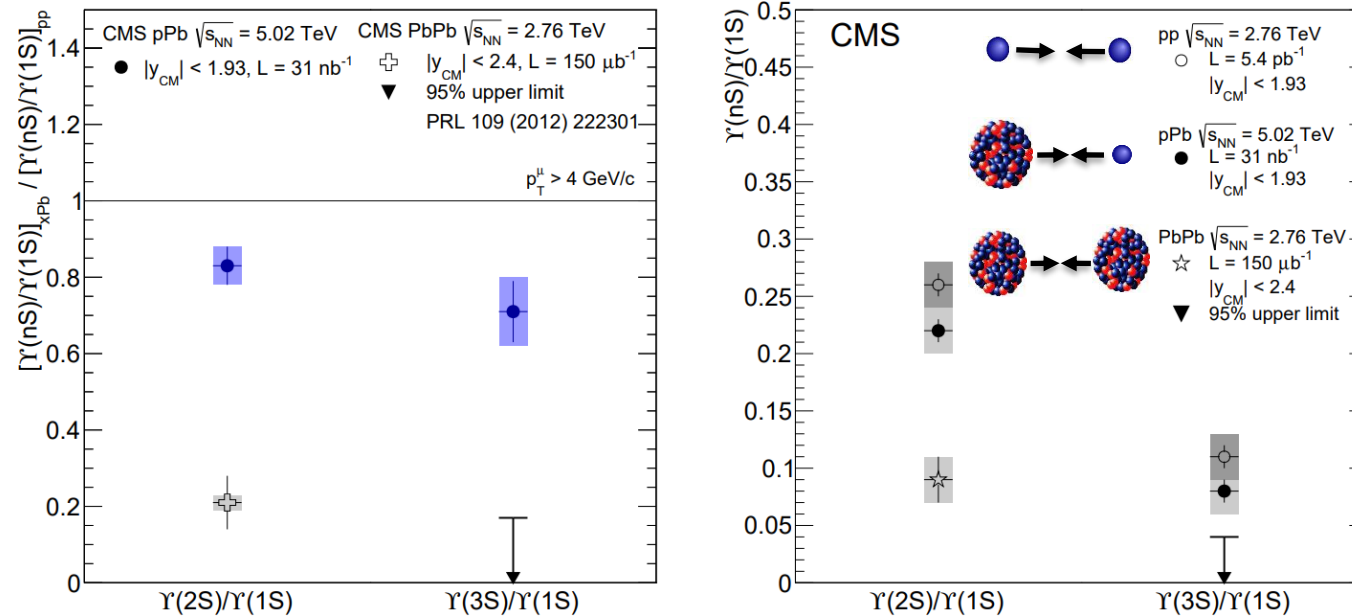 [ϒ(nS)/ϒ(1S)]xPb / [ϒ(nS)/ϒ(1S)]pp
1.4
1.2
1
0.8
0.6
0.4
0.2
0
CMS pPb √sNN = 5.02 TeV
|yCM| < 1.93, L = 31 nb⁻¹
CMS PbPb √sNN = 2.76 TeV
|yCM| < 2.4, L = 150 μb⁻¹
95% upper limit
PRL 109 (2012) 222301
pTμ > 4 GeV/c
ϒ(2S)/ϒ(1S)
ϒ(3S)/ϒ(1S)
ϒ(nS)/ϒ(1S)
0.5
0.45
0.4
0.35
0.3
0.25
0.2
0.15
0.1
0.05
0
CMS
pp √sNN = 2.76 TeV
L = 5.4 pb⁻¹
|yCM| < 1.93
pPb √sNN = 5.02 TeV
L = 31 nb⁻¹
|yCM| < 1.93
PbPb √sNN = 2.76 TeV
L = 150 μb⁻¹
|yCM| < 2.4
95% upper limit
ϒ(2S)/ϒ(1S)
ϒ(3S)/ϒ(1S)